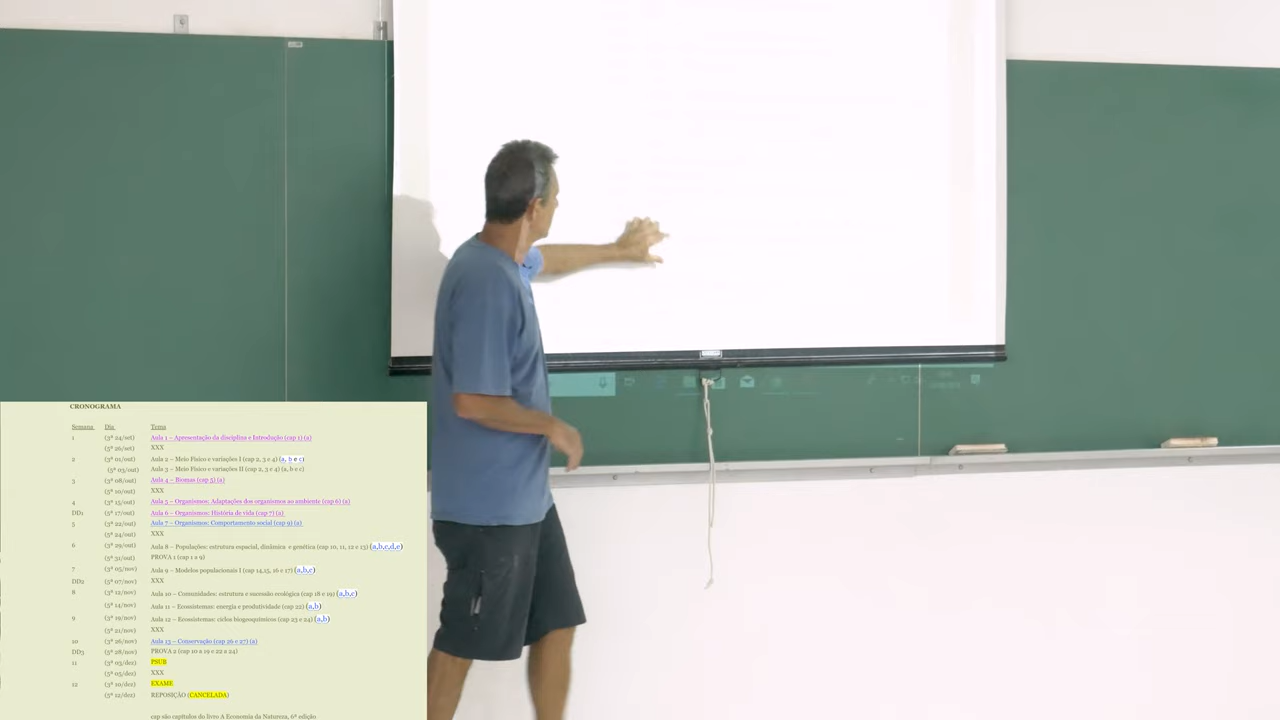 CRONOGRAMA
Semana Dia Tema
1 (3ª 24/set) Aula 1 – Apresentação da disciplina e Introdução (cap 1) (a)
(5ª 26/set) XXX
2 (3ª 01/out) Aula 2 – Meio Físico e variações I (cap 2, 3 e 4) (a, b e c)
(5ª 03/out) Aula 3 – Meio Físico e variações II (cap 2, 3 e 4) (a, b e c)
3 (3ª 08/out) Aula 4 – Biomas (cap 5) (a)
(5ª 10/out) XXX
4 (3ª 15/out) Aula 5 – Organismos: Adaptações dos organismos ao ambiente (cap 6) (a)
DD1 (5ª 17/out) Aula 6 – Organismos: História de vida (cap 7) (a)
5 (3ª 22/out) Aula 7 – Organismos: Comportamento social (cap 9) (a)
(5ª 24/out) XXX
6 (3ª 29/out) Aula 8 – Populações: estrutura espacial, dinâmica e genética (cap 10, 11, 12 e 13) (a,b,c,d,e)
(5ª 31/out) PROVA 1 (cap 1 a 9)
7 (3ª 05/nov) Aula 9 – Modelos populacionais I (cap 14,15, 16 e 17) (a,b,c)
DD2 (5ª 07/nov) XXX
8 (3ª 12/nov) Aula 10 – Comunidades: estrutura e sucessão ecológica (cap 18 e 19) (a,b,c)
(5ª 14/nov) Aula 11 – Ecossistemas: energia e produtividade (cap 22) (a,b)
9 (3ª 19/nov) Aula 12 – Ecossistemas: ciclos biogeoquímicos (cap 23 e 24) (a,b)
(5ª 21/nov) XXX
10 (3ª 26/nov) Aula 13 – Conservação (cap 26 e 27) (a)
DD3 (5ª 28/nov) PROVA 2 (cap 10 a 19 e 22 a 24)
11 (3ª 03/dez) PSUB
(5ª 05/dez) XXX
12 (3ª 10/dez) EXAME
(5ª 12/dez) REPOSIÇÃO (CANCELADA)
cap são capítulos do livro A Economia da Natureza, 6ª edição